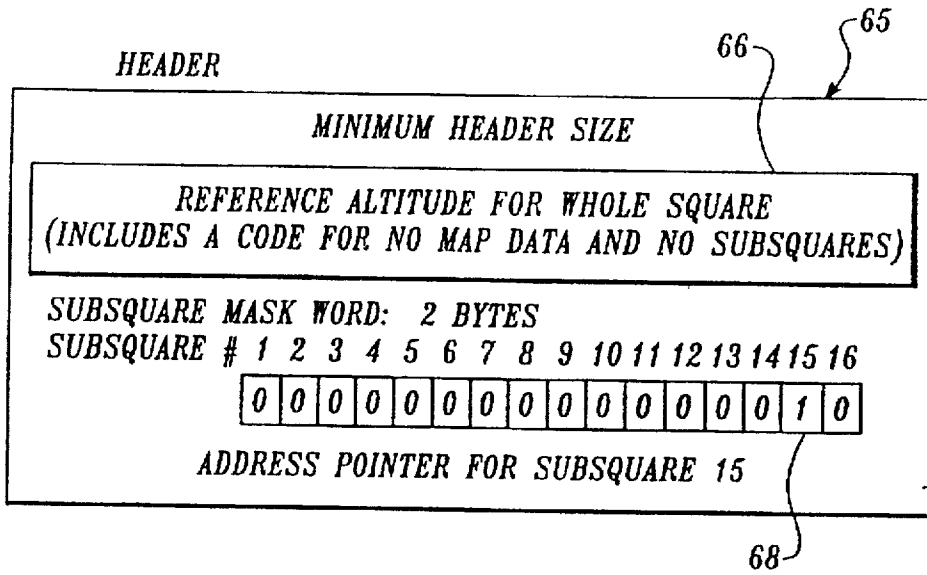 65
66
HEADER
MINIMUM HEADER SIZE
REFERENCE ALTITUDE FOR WHOLE SQUARE
(INCLUDES A CODE FOR NO MAP DATA AND NO SUBSQUARES)
SUBSQUARE MASK WORD: 2 BYTES
SUBSQUARE # 1 2 3 4 5 6 7 8 9 10 11 12 13 14 15 16
0 0 0 0 0 0 0 0 0 0 0 0 0 0 1 0
ADDRESS POINTER FOR SUBSQUARE 15
68